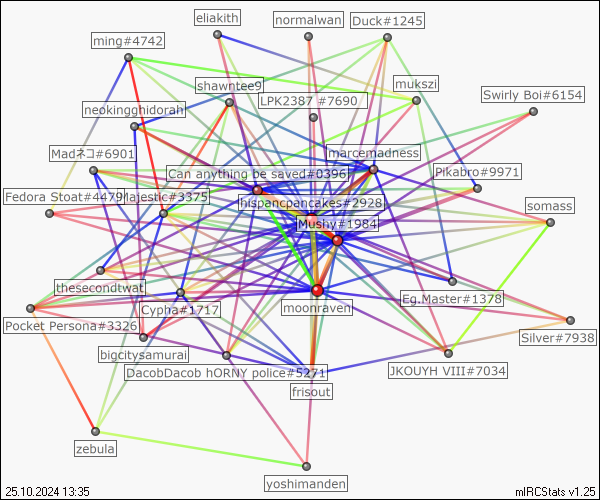 eliakith
normalwan
Duck#1245
ming#4742
shawntee9
mukszi
LPK2387 #7690
Swirly Boi#6154
neokingghidorah
marcemadness
Madネコ#6901
Can anything be saved#0396
Pikabro#9971
Fedora Stoat#4479
Majestic#3375
hispancpancakes#2928
somass
Mushy#1984
thesecondtwat
Eg.Master#1378
Cypha#1717
moonraven
Pocket Persona#3326
Silver#7938
bigcitysamurai
DacobDacob hORNY police#5271
JKOUYH VIII#7034
frisout
zebula
yoshimanden
25.10.2024 13:35
mIRCStats v1.25